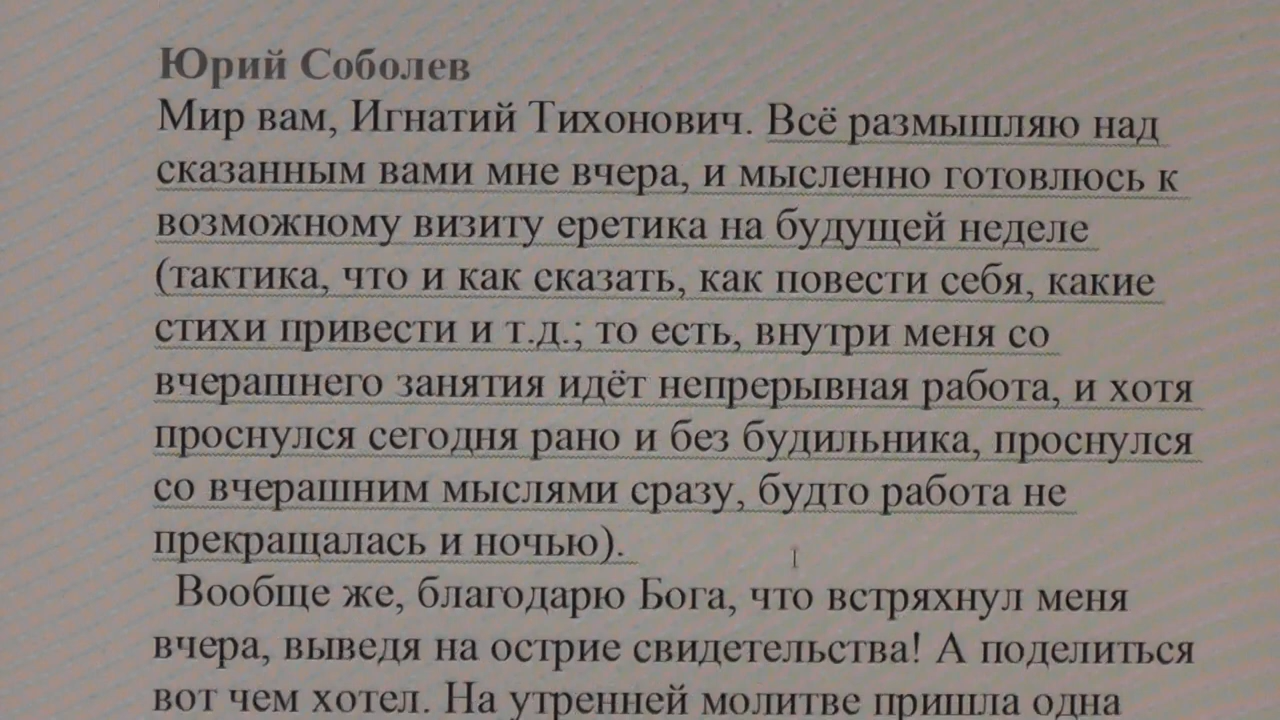 Юрий Соболев
Мир вам, Игнатий Тихонович. Всё размышляю над
сказанным вами мне вчера, и мысленно готовлюсь к
возможному визиту еретика на будущей неделе
(тактика, что и как сказать, как повести себя, какие
стихи привести и т.д.; то есть, внутри меня со
вчерашнего занятия идёт непрерывная работа, и хотя
проснулся сегодня рано и без будильника, проснулся
со вчерашним мыслями сразу, будто работа не
прекращалась и ночью).
Вообще же, благодарю Бога, что встряхнул меня
вчера, выведя на острие свидетельства! А поделиться
вот чем хотел. На утренней молитве пришла одна